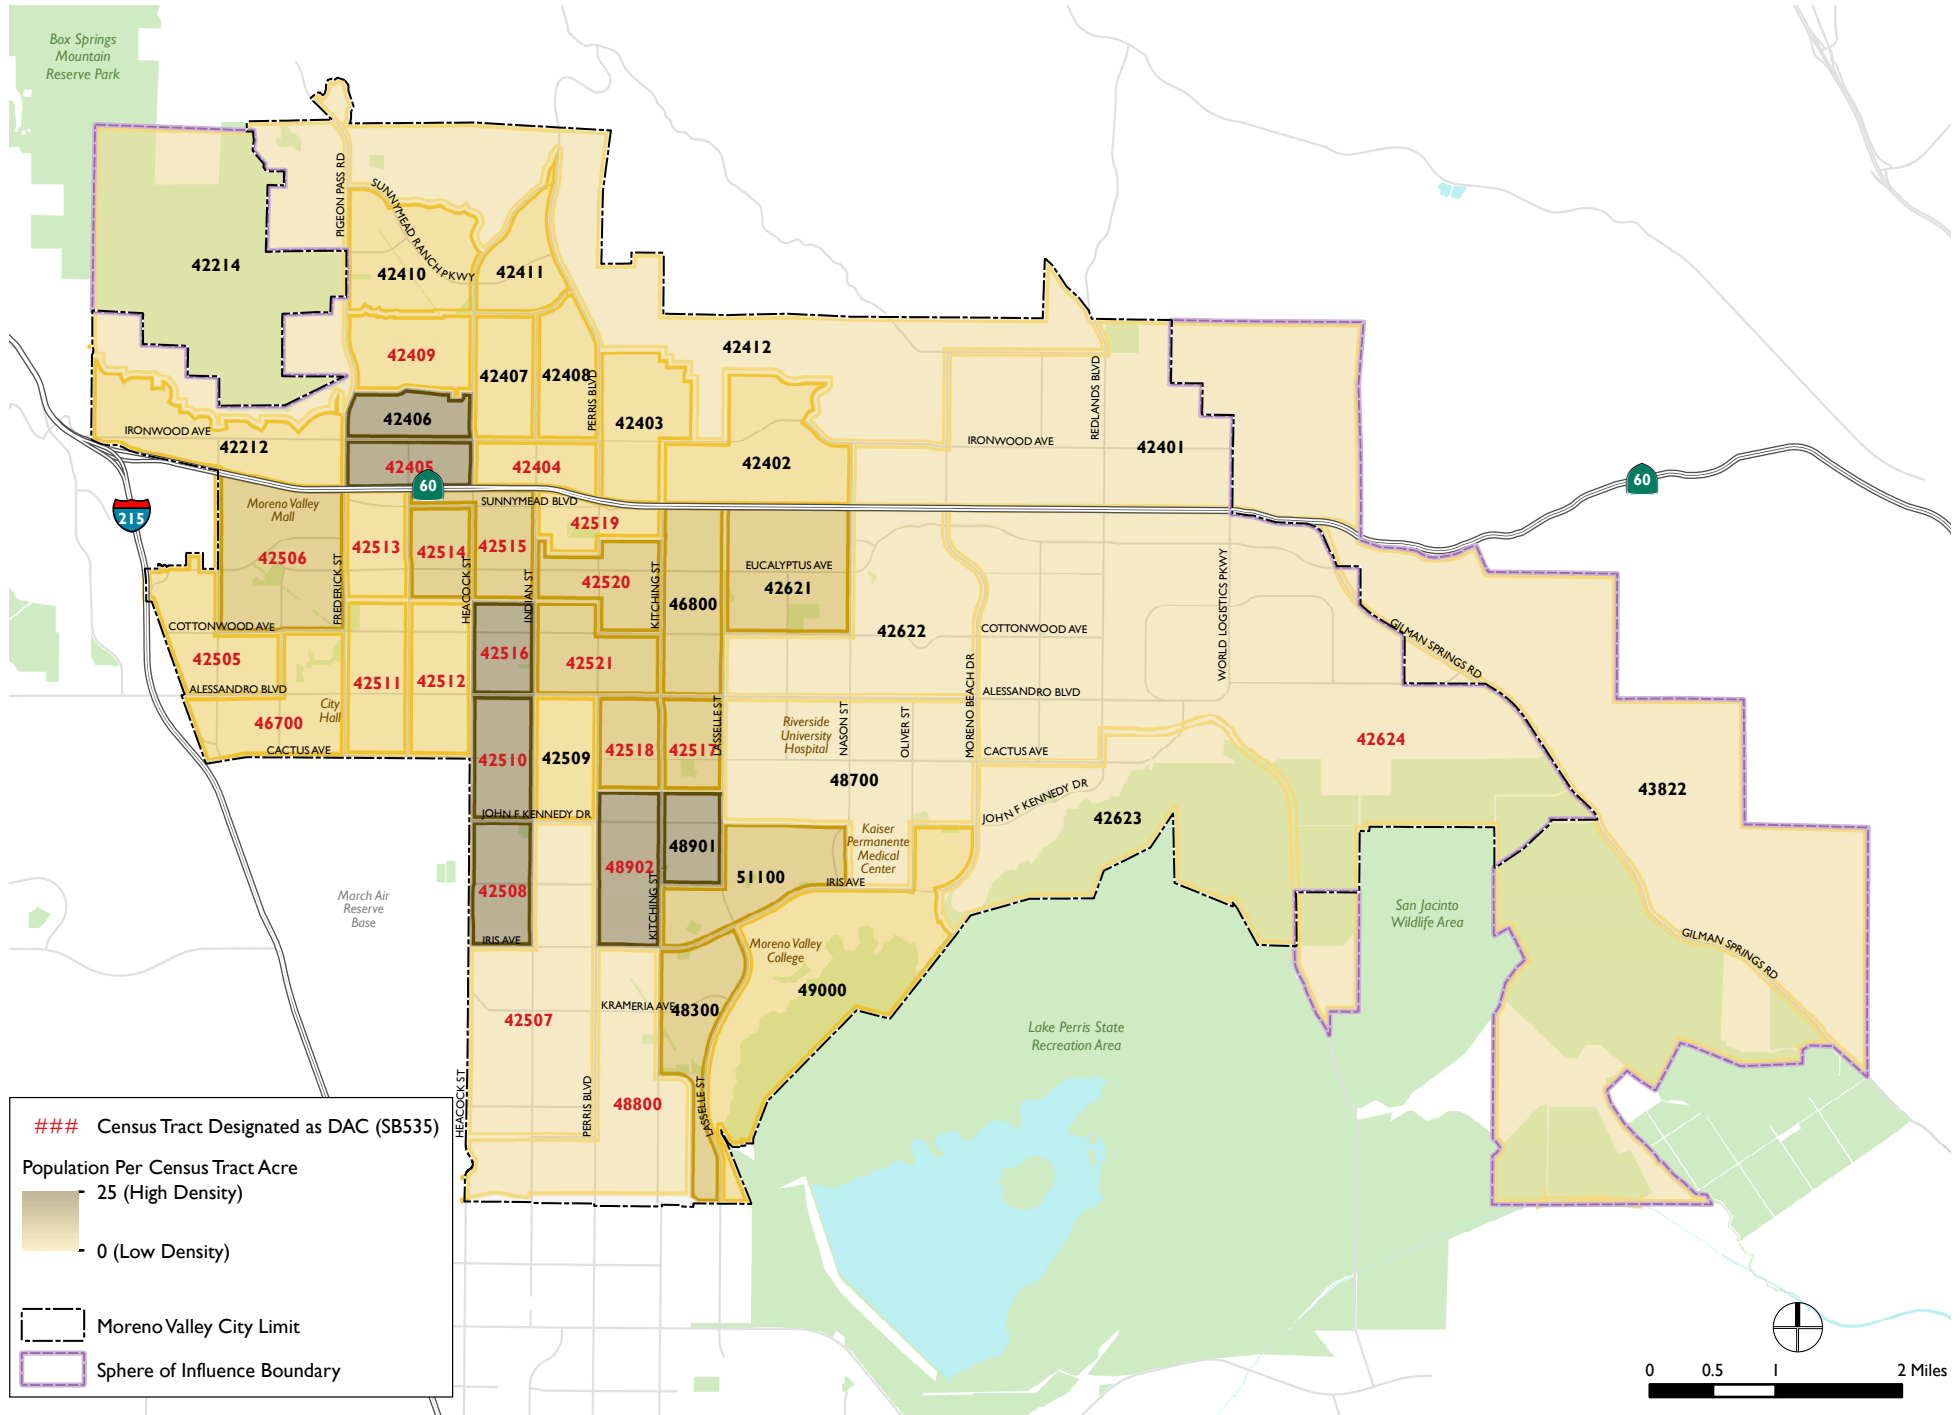 Box Springs
Mountain
Reserve Park
PIGEON PASS RD
SUNNYMEAD RANCH PKWY
42214
42410
42411
42409
42407
42408
PERRIS BLVD
42412
REDLANDS BLVD
42406
42403
IRONWOOD AVE
42212
42405
42404
42402
IRONWOOD AVE
42401
60
60
215
Moreno Valley
Mall
SUNNYMEAD BLVD
42519
42506
42513
42514
42515
42520
EUCALYPTUS AVE
42621
46800
FREDERICK ST
HEACOCK ST
INDIAN ST
KITCHING ST
WORLD LOGISTICS PKWY
COTTONWOOD AVE
42622
COTTONWOOD AVE
GILMAN SPRINGS RD
42505
42516
42521
42511
42512
ALESSANDRO BLVD
ALESSANDRO BLVD
MORENO BEACH DR
City
Hall
46700
CACTUS AVE
LASSELLE ST
Riverside
University
Hospital
NASON ST
OLIVER ST
42510
42509
42518
42517
CACTUS AVE
42624
48700
43822
JOHN F KENNEDY DR
JOHN F KENNEDY DR
42623
48901
Kaiser
Permanente
Medical
Center
48902
51100
IRIS AVE
42508
KITCHING ST
March Air
Reserve
Base
San Jacinto
Wildlife Area
IRIS AVE
Moreno Valley
College
GILMAN SPRINGS RD
49000
KRAMERIA AVE
48300
42507
Lake Perris State
Recreation Area
HEACOCK ST
PERRIS BLVD
48800
LASSELLE ST
### Census Tract Designated as DAC (SB535)
Population Per Census Tract Acre
25 (High Density)
0 (Low Density)
Moreno Valley City Limit
Sphere of Influence Boundary
0 0.5 1 2 Miles